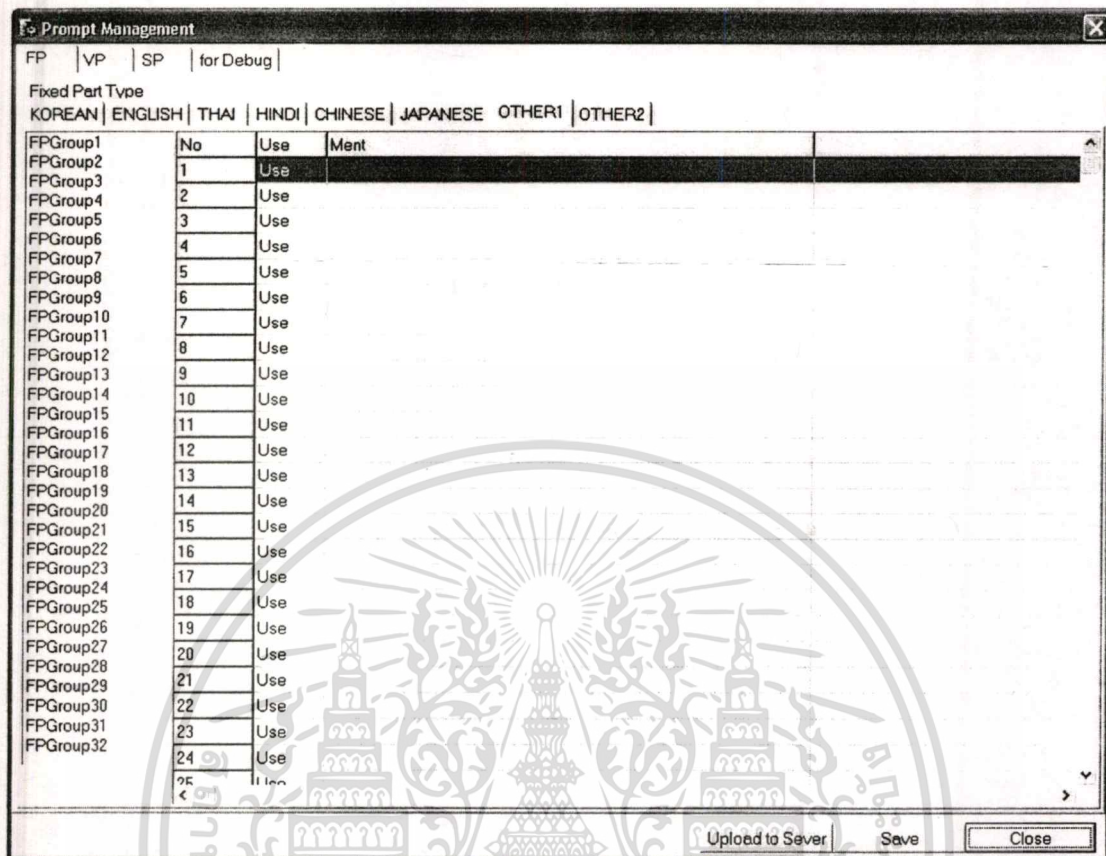 Prompt Management
FP VP SP for Debug
Fixed Part Type
KOREAN ENGLISH THAI HINDI CHINESE JAPANESE OTHER1 OTHER2
FPGroup1
FPGroup2
FPGroup3
FPGroup4
FPGroup5
FPGroup6
FPGroup7
FPGroup8
FPGroup9
FPGroup10
FPGroup11
FPGroup12
FPGroup13
FPGroup14
FPGroup15
FPGroup16
FPGroup17
FPGroup18
FPGroup19
FPGroup20
FPGroup21
FPGroup22
FPGroup23
FPGroup24
FPGroup25
FPGroup26
FPGroup27
FPGroup28
FPGroup29
FPGroup30
FPGroup31
FPGroup32
No Use Ment
1 Use
2 Use
3 Use
4 Use
5 Use
6 Use
7 Use
8 Use
9 Use
10 Use
11 Use
12 Use
13 Use
14 Use
15 Use
16 Use
17 Use
18 Use
19 Use
20 Use
21 Use
22 Use
23 Use
24 Use
25 Use
Upload to Sever Save Close